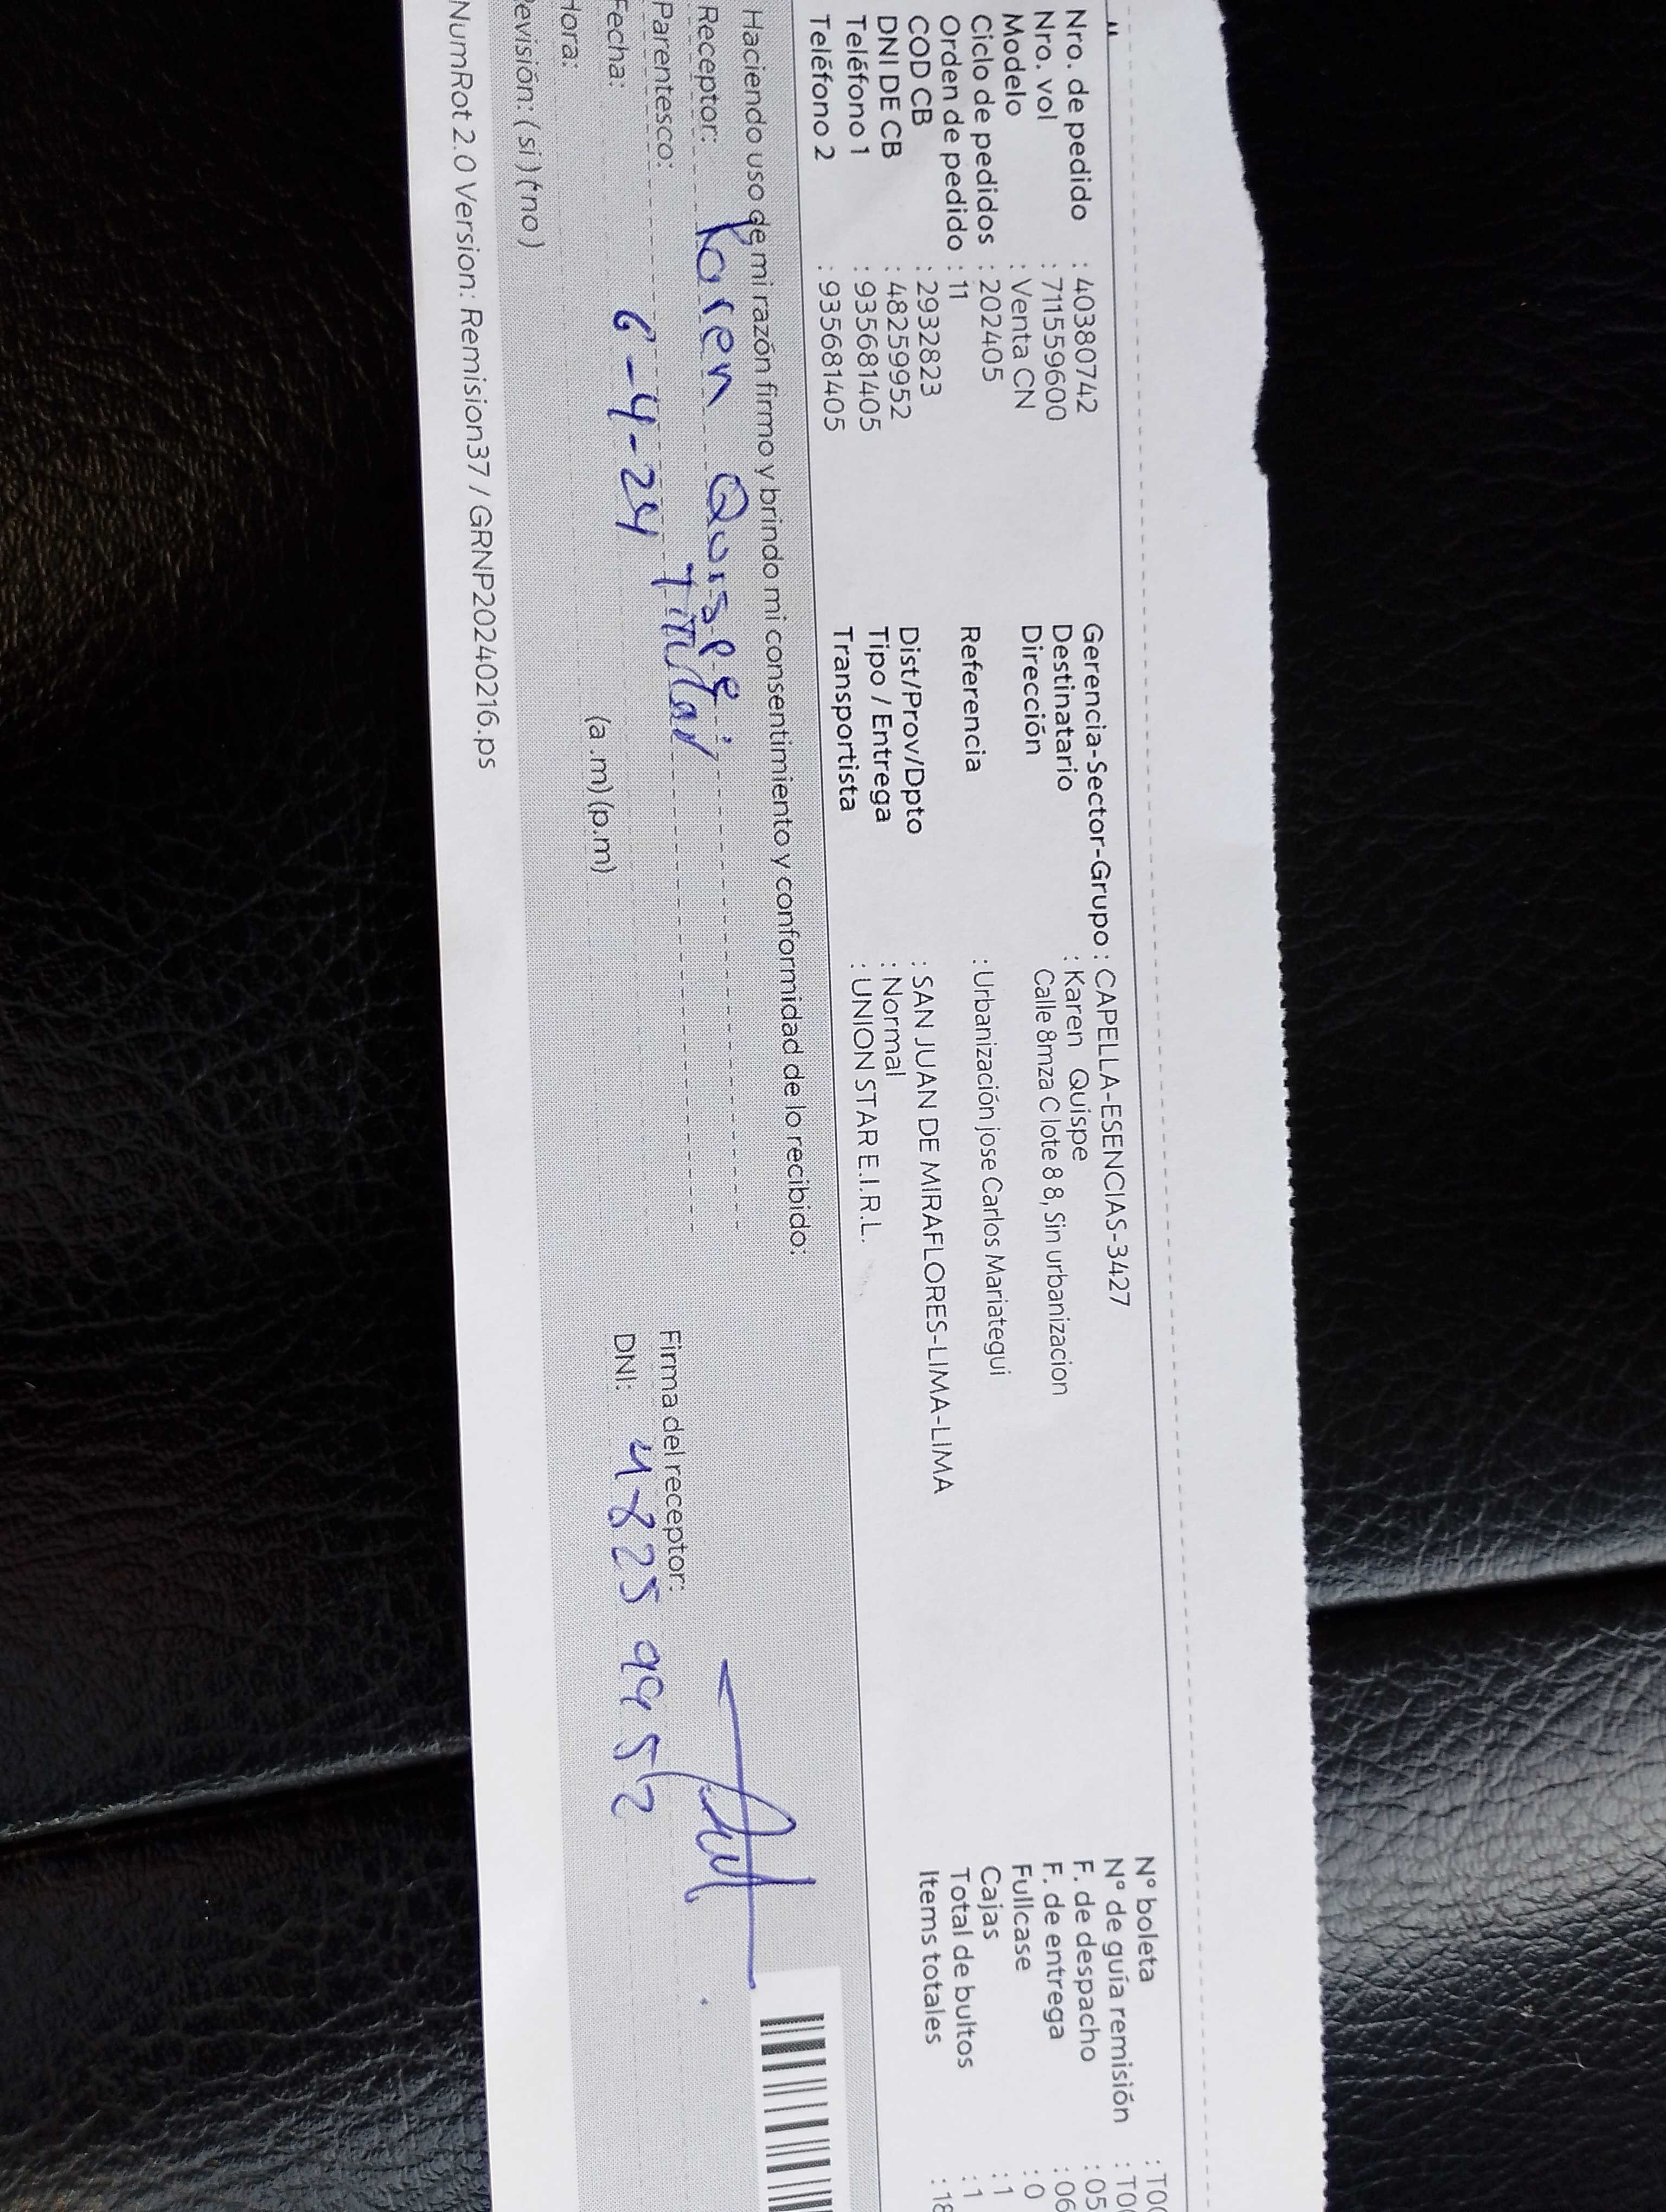 Nro. de pedido : 40380742
Nro. vol : 711559600
Modelo : Venta CN
Ciclo de pedidos : 202405
Orden de pedido : 11
COD CB : 2932823
DNI DE CB : 48259952
Teléfono 1 : 935681405
Teléfono 2 : 935681405
Gerencia-Sector-Grupo : CAPELLA-ESENCIAS-3427
Destinatario : Karen Quispe
Dirección Calle 8mza C lote 8 8, Sin urbanizacion
Referencia : Urbanización jose Carlos Mariategui
Dist/Prov/Dpto : SAN JUAN DE MIRAFLORES-LIMA-LIMA
Tipo / Entrega : Normal
Transportista : UNION STAR E.I.R.L.
N° boleta
N° de guía remisión
F. de despacho : 05
F. de entrega : 06
Fullcase : 0
Cajas : 1
Total de bultos : 1
Items totales : 18
Haciendo uso de mi razón firmo y brindo mi consentimiento y conformidad de lo recibido:
Receptor: Karen Quispe
Parentesco: Titular
Fecha: 6-4-24
Hora: (a.m) (p.m)
Revisión: ( si ) ( no )
Firma del receptor:
DNI: 48259952
NumRot 2.0 Version: Remision37 / GRNP20240216.ps